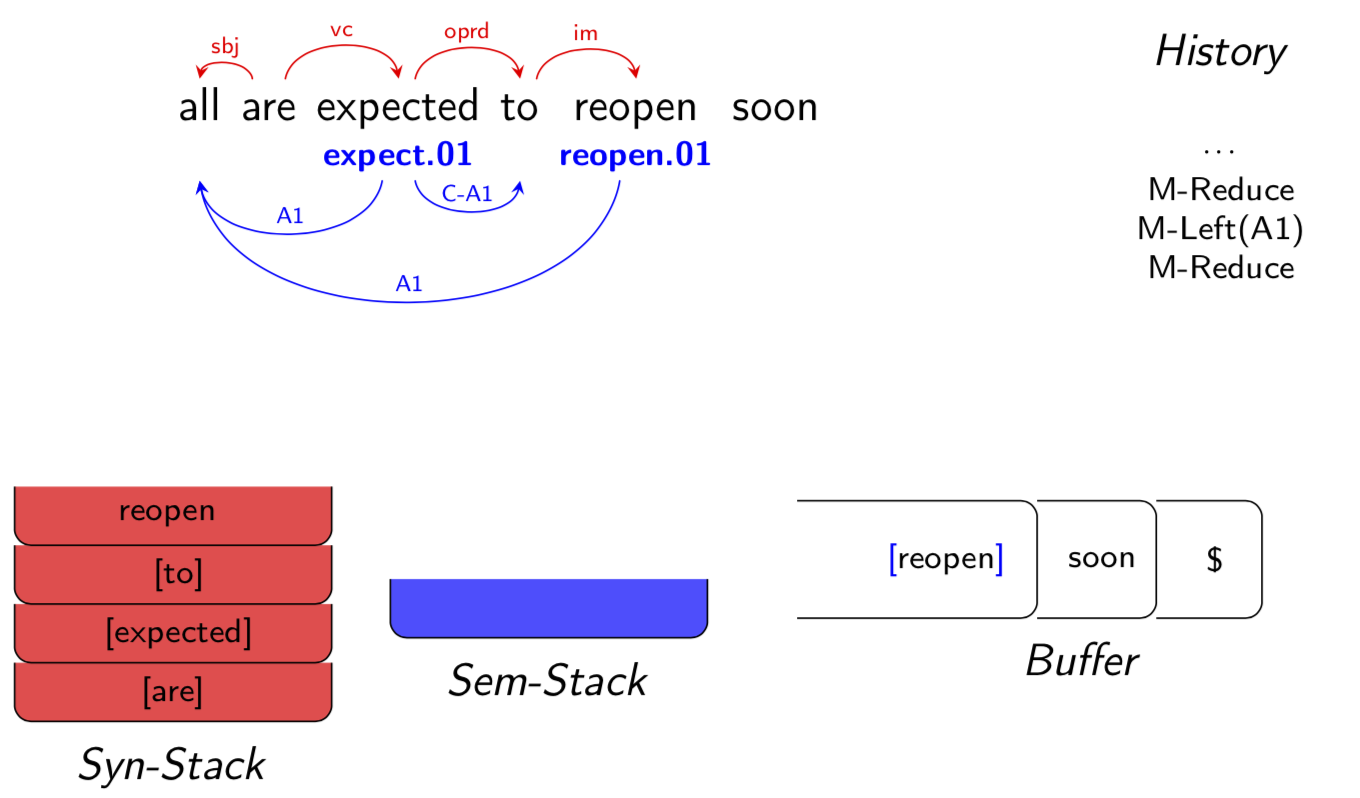 sbj vc oprd im
History
all are expected to reopen soon
expect.01 reopen.01
...
M-Reduce
A1 C-A1
M-Left(A1)
M-Reduce
A1
reopen
[to]
[expected]
[are]
Syn-Stack
Sem-Stack
[reopen] soon $
Buffer